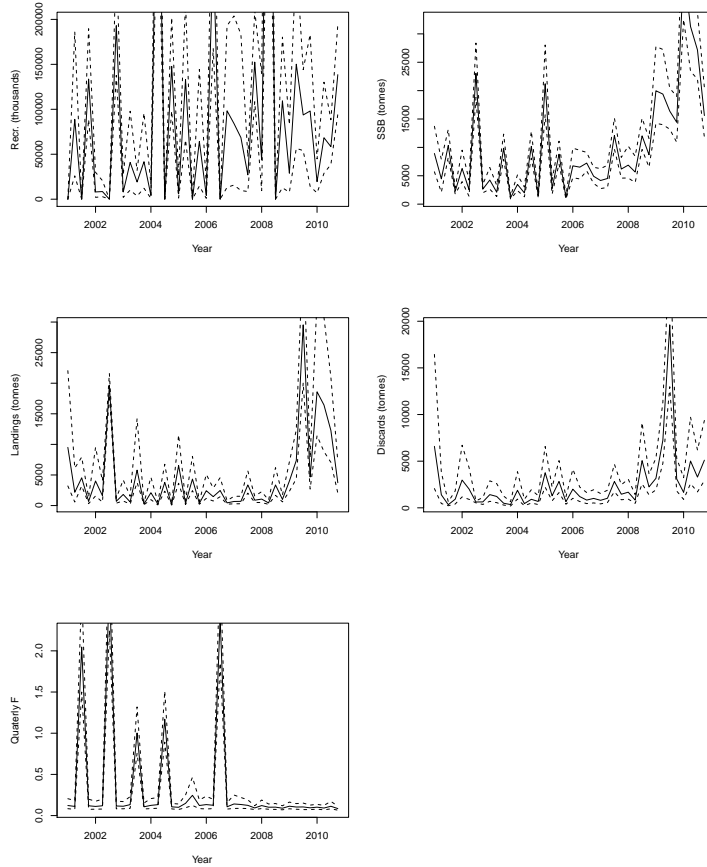 Recr. (thousands)
0 50000 100000 150000 200000
2002 2004 2006 2008 2010
Year
SSB (tonnes)
0 5000 15000 25000
2002 2004 2006 2008 2010
Year
Landings (tonnes)
0 5000 15000 25000
2002 2004 2006 2008 2010
Year
Discards (tonnes)
0 5000 10000 15000 20000
2002 2004 2006 2008 2010
Year
Quaterly F
0.0 0.5 1.0 1.5 2.0
2002 2004 2006 2008 2010
Year